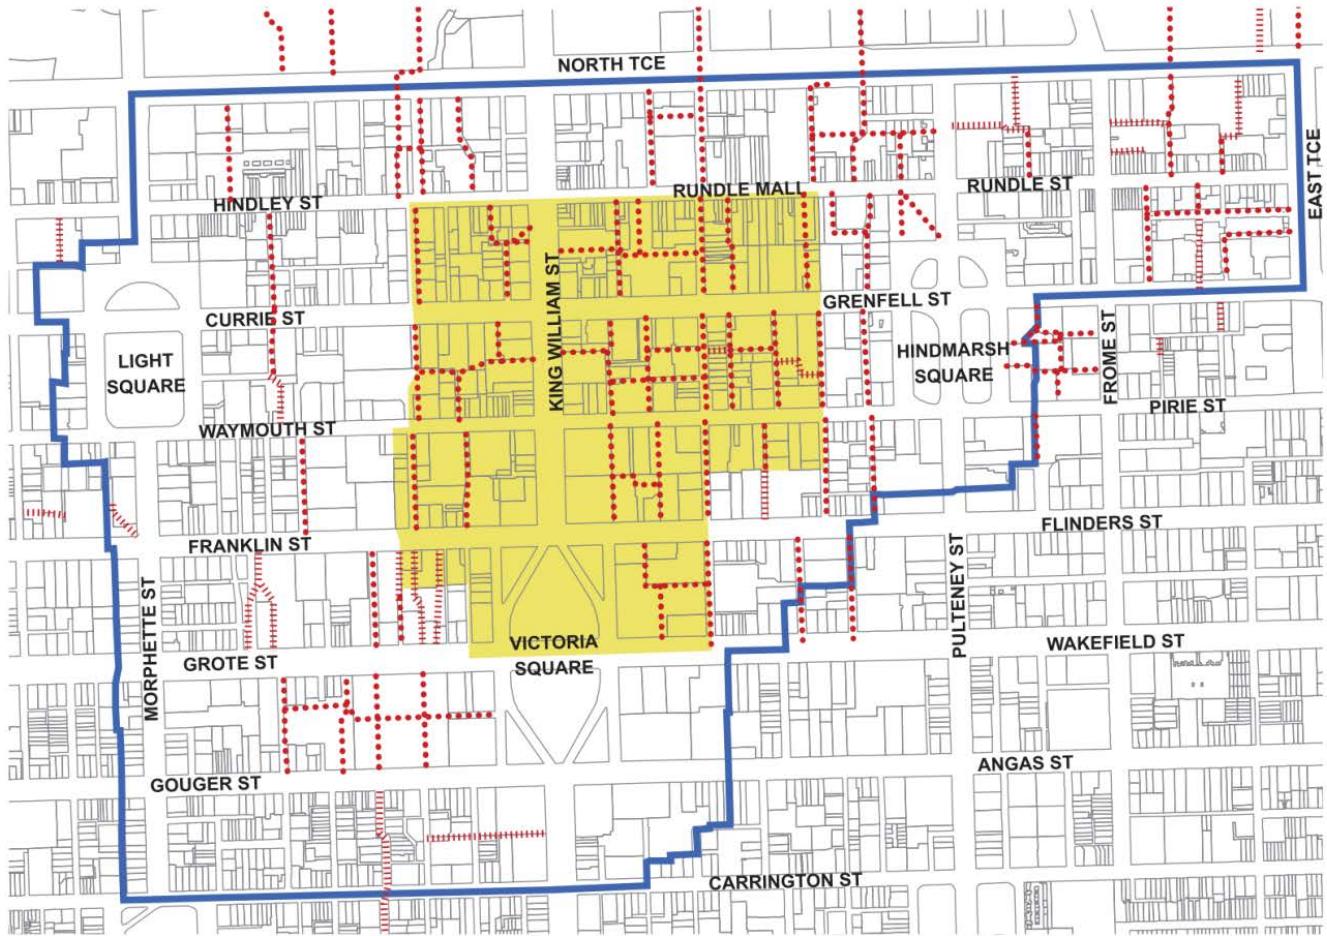 NORTH TCE
EAST TCE
RUNDLE MALL
RUNDLE ST
HINDLEY ST
KING WILLIAM ST
GRENFELL ST
CURRIE ST
LIGHT
SQUARE
HINDMARSH
SQUARE
FROME ST
PIRIE ST
WAYMOUTH ST
FLINDERS ST
FRANKLIN ST
PULTENEY ST
MORPHETTE ST
VICTORIA
SQUARE
WAKEFIELD ST
GROTE ST
ANGAS ST
GOUGER ST
CARRINGTON ST